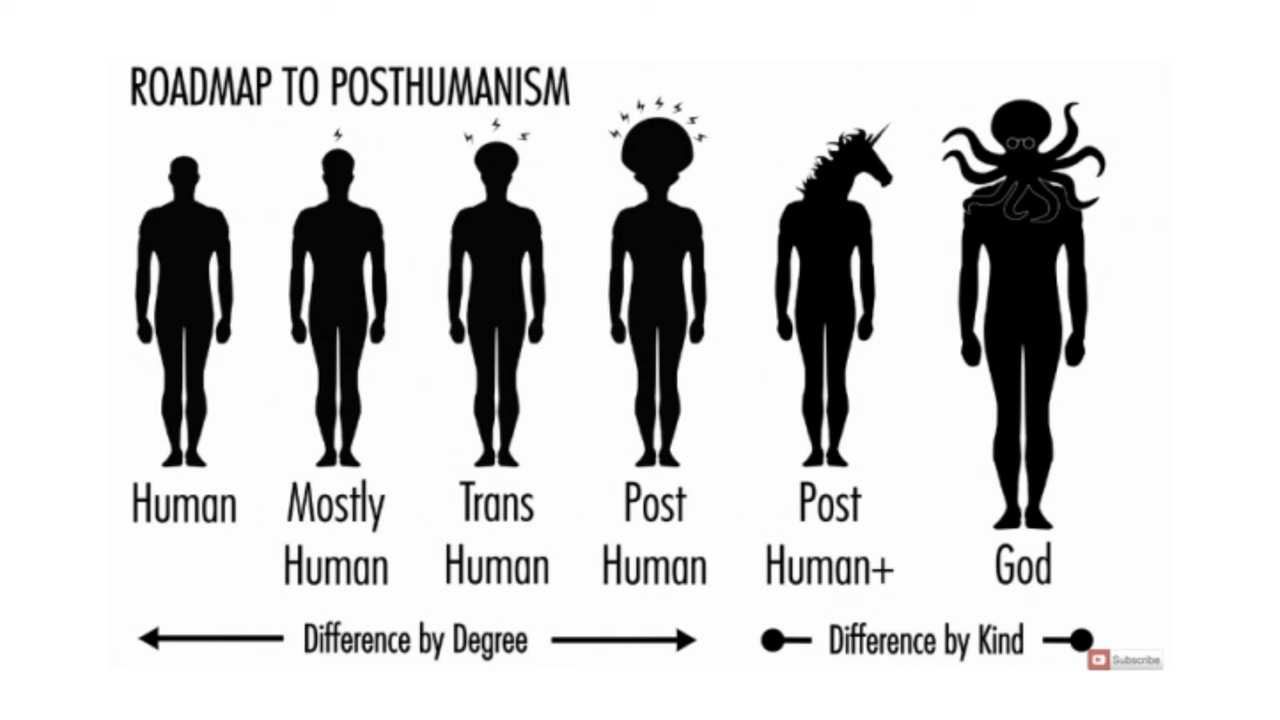 ROADMAP TO POSTHUMANISM
Human
Mostly
Human
Trans
Human
Post
Human
Post
Human+
God
Difference by Degree
Difference by Kind
Subscribe